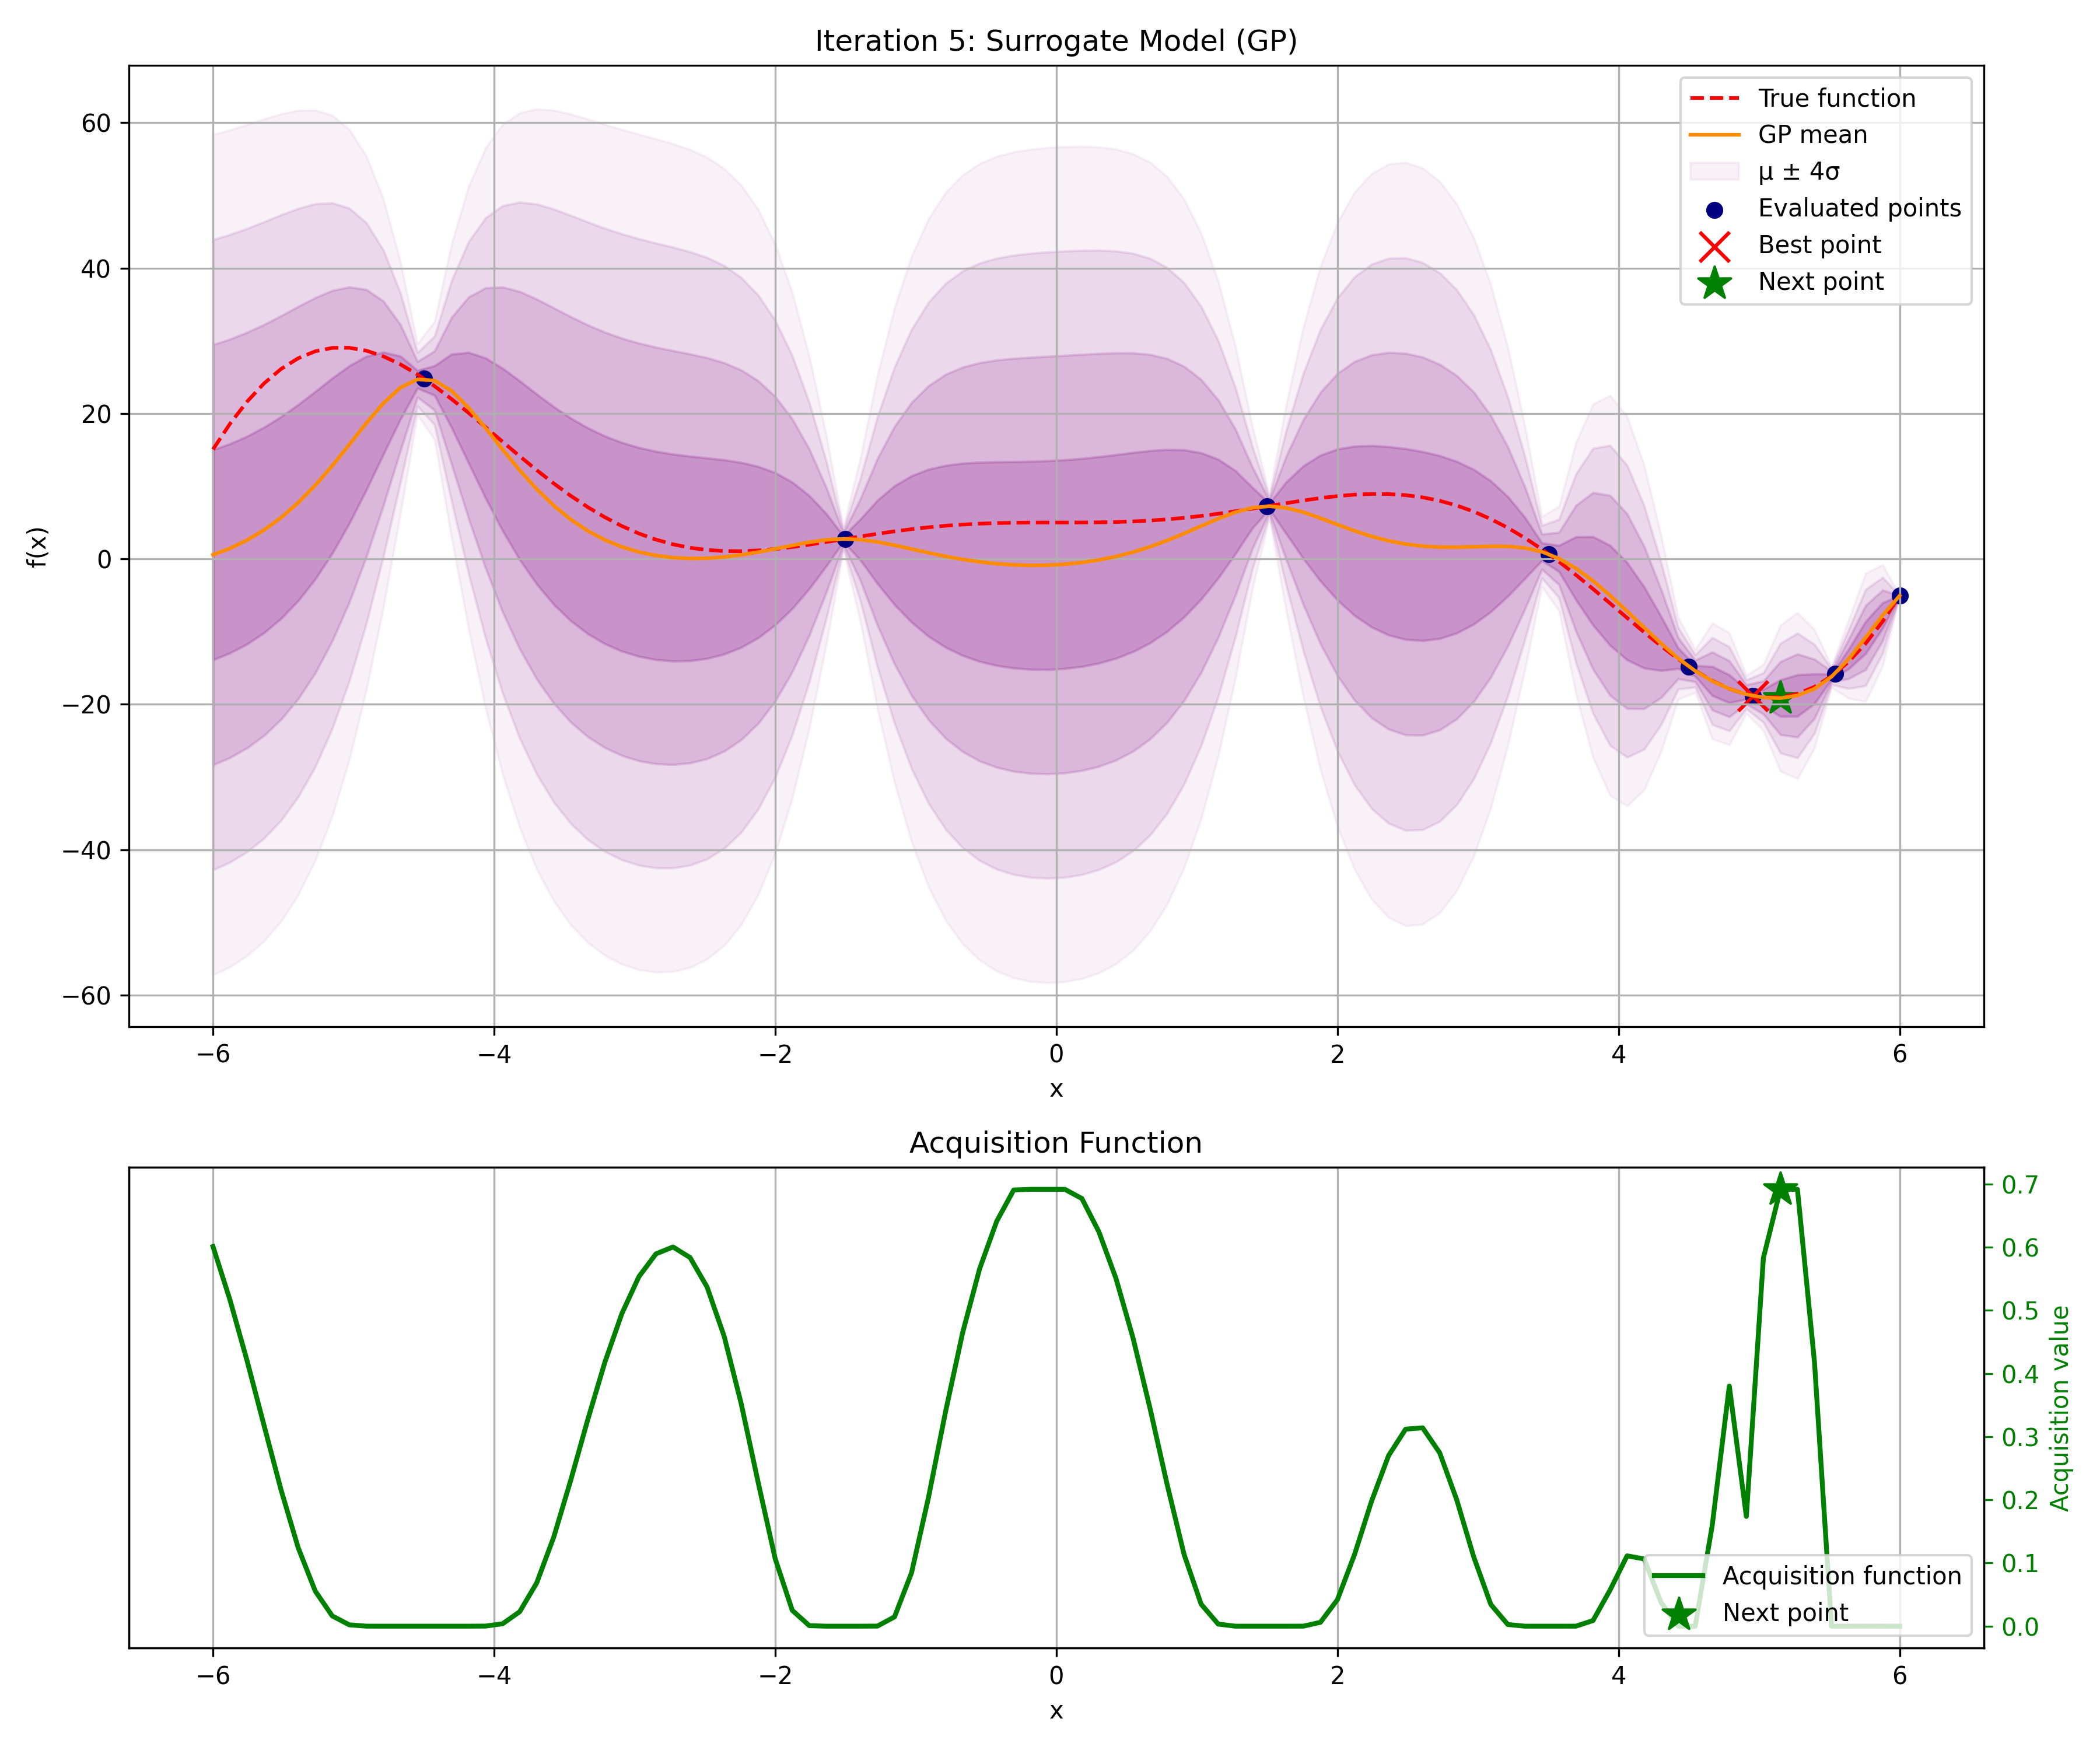 Iteration 5: Surrogate Model (GP)
60
40
20
0
−20
−40
−60
f(x)
True function
GP mean
μ ± 4σ
Evaluated points
Best point
Next point
−6 −4 −2 0 2 4 6
x
Acquisition Function
0.7
0.6
0.5
0.4
0.3
0.2
0.1
0.0
Acquisition value
Acquisition function
Next point
−6 −4 −2 0 2 4 6
x